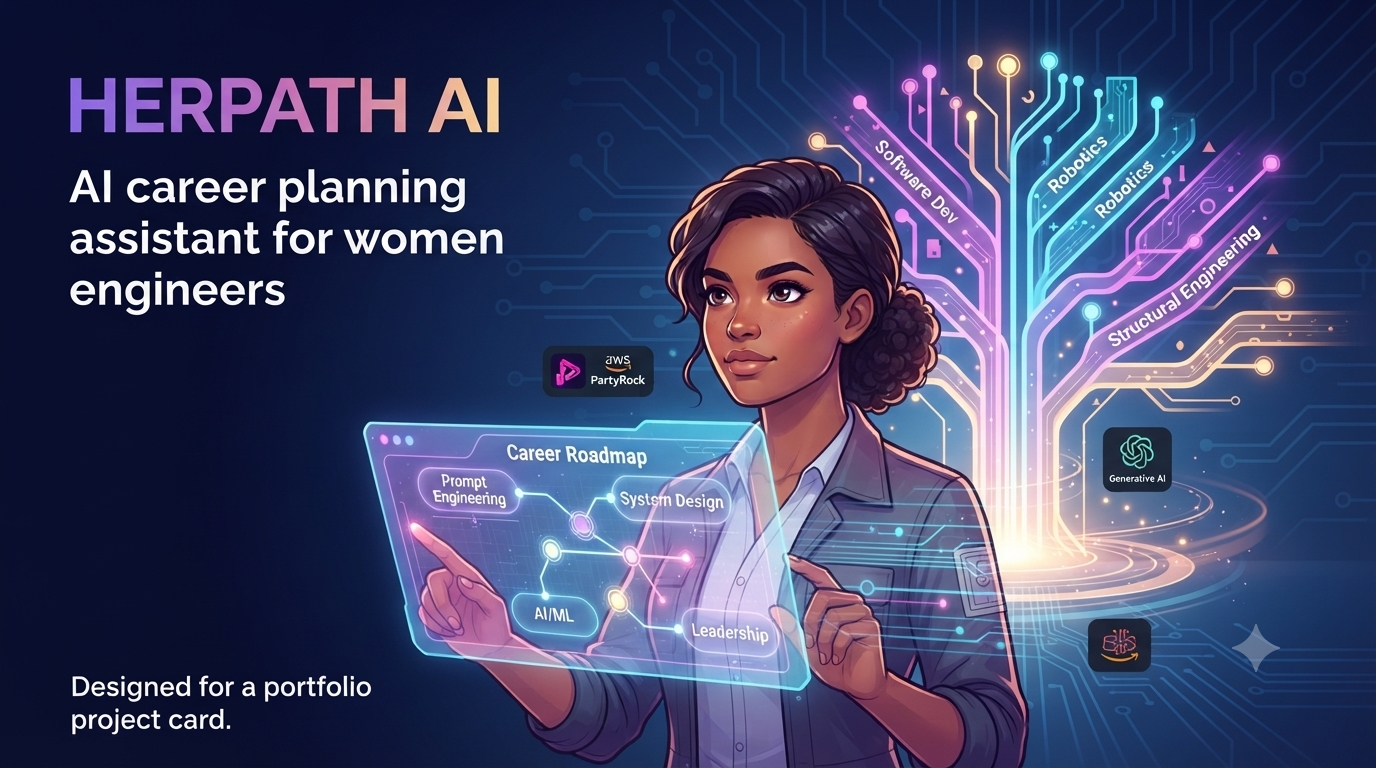 HERPATH AI
AI career planning
assistant for women
engineers
Software Dev
Robotics
Robotics
Structural Engineering
aws
PartyRock
Career Roadmap
Prompt
Engineering
System Design
AI/ML
Leadership
Generative AI
Designed for a portfolio
project card.